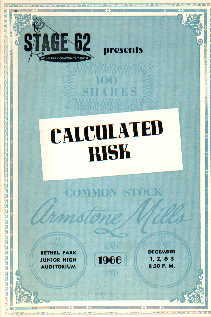 STAGE 62
presents
100
SHARES
CALCULATED
RISK
COMMON STOCK
Armstone Mills
BETHEL PARK
JUNIOR HIGH
AUDITORIUM
1966
DECEMBER
1, 2, & 3
8:30 P. M.